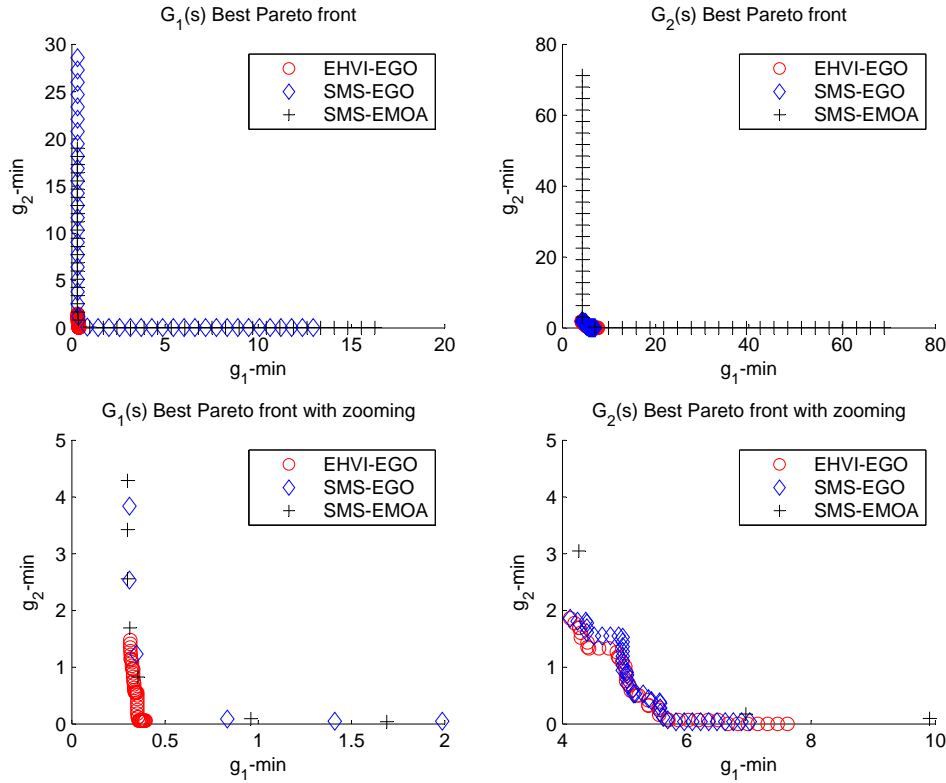 G₁(s) Best Pareto front
30
25
20
15
10
5
0
0
5
10
15
20
g₂-min
g₁-min
EHVI-EGO
SMS-EGO
SMS-EMOA
G₂(s) Best Pareto front
80
60
40
20
0
0
20
40
60
80
g₂-min
g₁-min
EHVI-EGO
SMS-EGO
SMS-EMOA
G₁(s) Best Pareto front with zooming
5
4
3
2
1
0
0
0.5
1
1.5
2
g₂-min
g₁-min
EHVI-EGO
SMS-EGO
SMS-EMOA
G₂(s) Best Pareto front with zooming
5
4
3
2
1
0
4
6
8
10
g₂-min
g₁-min
EHVI-EGO
SMS-EGO
SMS-EMOA